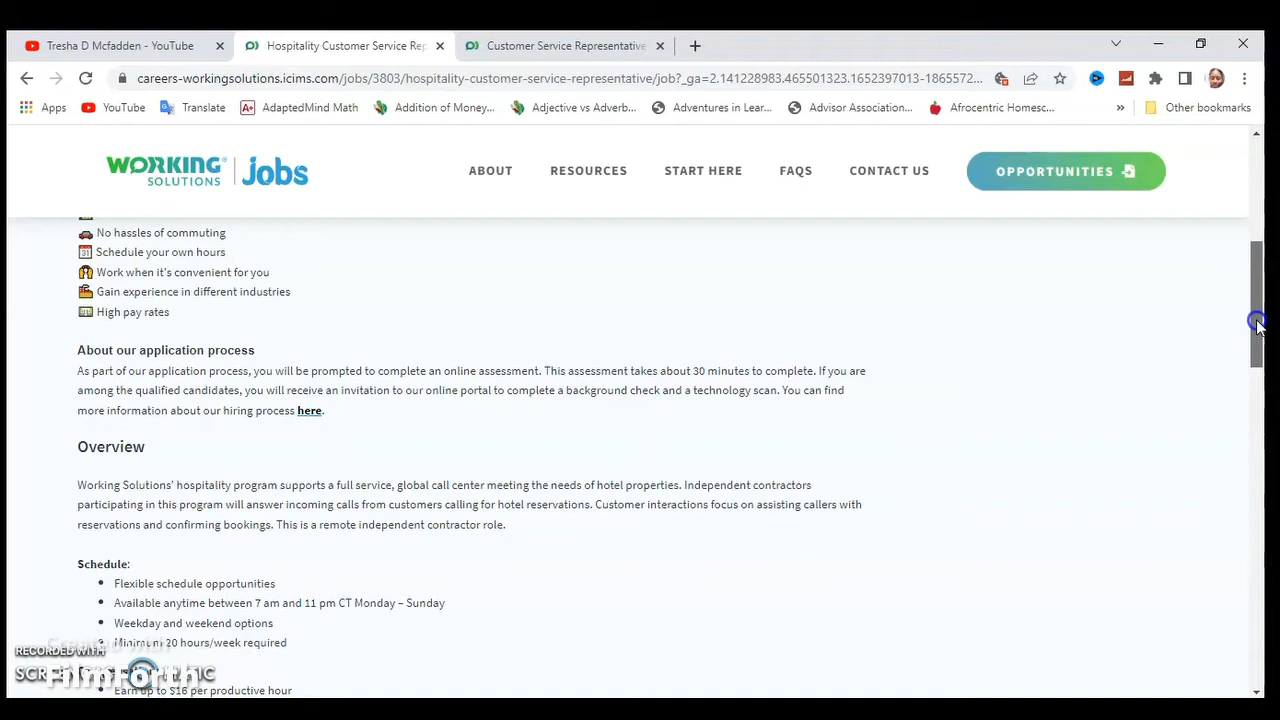 Tresha D Mcfadden - YouTube
Hospitality Customer Service Rep
Customer Service Representative
careers-workingsolutions.icims.com/jobs/3803/hospitality-customer-service-representative/job?_ga=2.141228983.465501323.1652397013-1865572...
Apps
YouTube
Translate
AdaptedMind Math
Addition of Money...
Adjective vs Adverb...
Adventures in Lear...
Advisor Association...
Afrocentric Homesc...
»
Other bookmarks
WORKING SOLUTIONS | jobs
ABOUT
RESOURCES
START HERE
FAQS
CONTACT US
OPPORTUNITIES
No hassles of commuting
Schedule your own hours
Work when it's convenient for you
Gain experience in different industries
High pay rates
About our application process
As part of our application process, you will be prompted to complete an online assessment. This assessment takes about 30 minutes to complete. If you are
among the qualified candidates, you will receive an invitation to our online portal to complete a background check and a technology scan. You can find
more information about our hiring process here.
Overview
Working Solutions' hospitality program supports a full service, global call center meeting the needs of hotel properties. Independent contractors
participating in this program will answer incoming calls from customers calling for hotel reservations. Customer interactions focus on assisting callers with
reservations and confirming bookings. This is a remote independent contractor role.
Schedule:
• Flexible schedule opportunities
• Available anytime between 7 am and 11 pm CT Monday – Sunday
• Weekday and weekend options
• Minimum 20 hours/week required
Created with
RECORDED WITH
FilmForth
• Earn up to $16 per productive hour